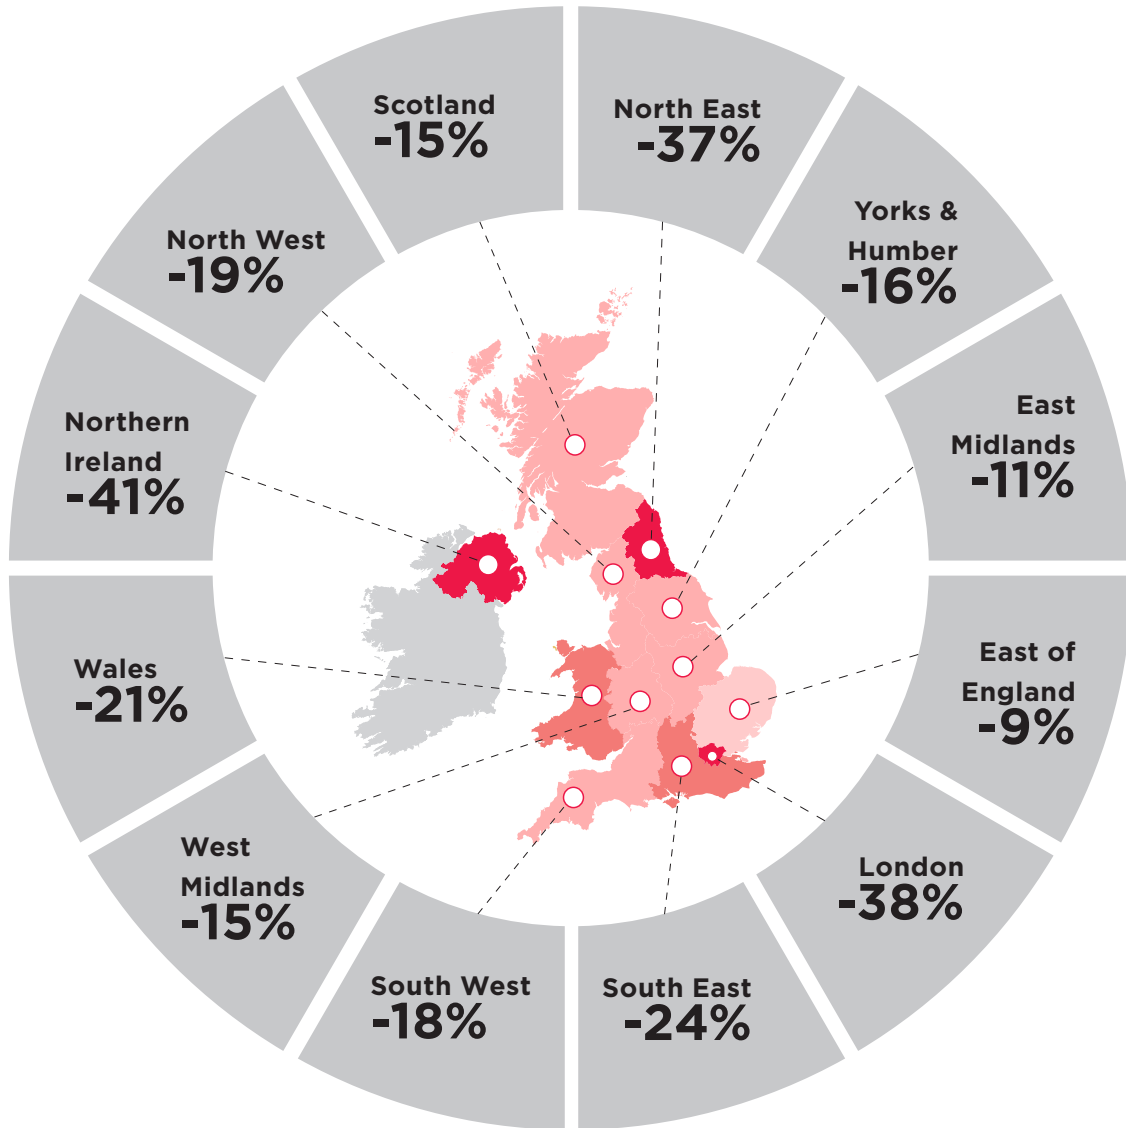 Scotland
-15%
North East
-37%
Yorks &
Humber
-16%
East
Midlands
-11%
East of
England
-9%
London
-38%
South East
-24%
South West
-18%
West
Midlands
-15%
Wales
-21%
Northern
Ireland
-41%
North West
-19%